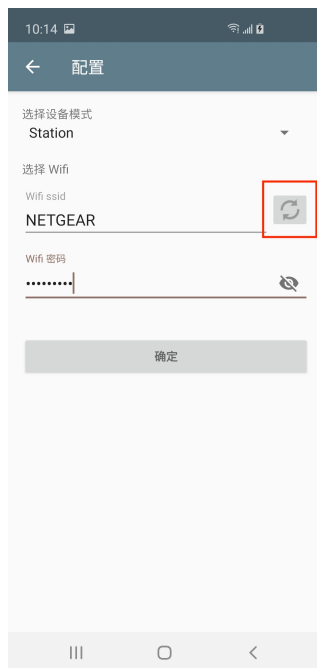 10:14
配置
选择设备模式
Station
选择 Wifi
Wifi ssid
NETGEAR
Wifi 密码
•••••••••
确定